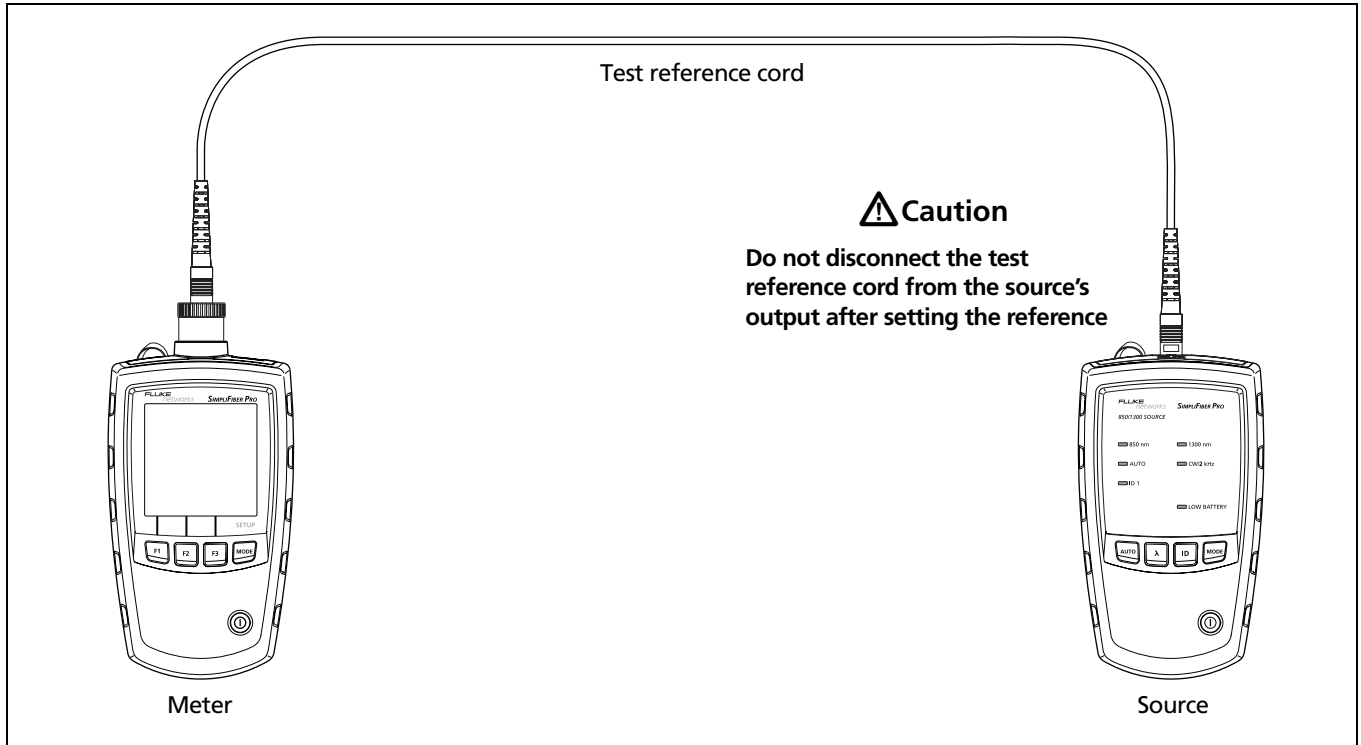 Test reference cord
Caution
Do not disconnect the test
reference cord from the source's
output after setting the reference
FLUKE
networks
SIMPLIFIBER PRO
SETUP
F1
F2
F3
MODE
Meter
FLUKE
networks
SIMPLIFIBER PRO
850/1300 SOURCE
850 nm
1300 nm
AUTO
CW/2 kHz
ID 1
LOW BATTERY
AUTO
λ
ID
MODE
Source